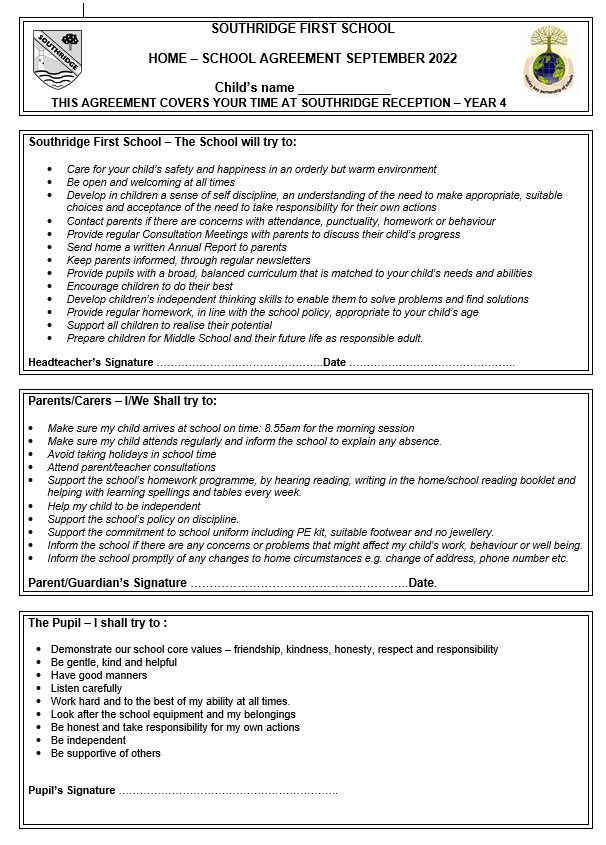 SOUTHRIDGE FIRST SCHOOL
SOUTHRIDGE
HOME – SCHOOL AGREEMENT SEPTEMBER 2022
Child's name _____________
THIS AGREEMENT COVERS YOUR TIME AT SOUTHRIDGE RECEPTION – YEAR 4
Southridge First School – The School will try to:
• Care for your child's safety and happiness in an orderly but warm environment
• Be open and welcoming at all times
• Develop in children a sense of self discipline, an understanding of the need to make appropriate, suitable
choices and acceptance of the need to take responsibility for their own actions
• Contact parents if there are concerns with attendance, punctuality, homework or behaviour
• Provide regular Consultation Meetings with parents to discuss their child's progress
• Send home a written Annual Report to parents
• Keep parents informed, through regular newsletters
• Provide pupils with a broad, balanced curriculum that is matched to your child's needs and abilities
• Encourage children to do their best
• Develop children's independent thinking skills to enable them to solve problems and find solutions
• Provide regular homework, in line with the school policy, appropriate to your child's age
• Support all children to realise their potential
• Prepare children for Middle School and their future life as responsible adult.
Headteacher's Signature ………………………………………..Date ………………………………………..
Parents/Carers – I/We Shall try to:
• Make sure my child arrives at school on time: 8.55am for the morning session
• Make sure my child attends regularly and inform the school to explain any absence.
• Avoid taking holidays in school time
• Attend parent/teacher consultations
• Support the school's homework programme, by hearing reading, writing in the home/school reading booklet and
helping with learning spellings and tables every week.
• Help my child to be independent
• Support the school's policy on discipline.
• Support the commitment to school uniform including PE kit, suitable footwear and no jewellery.
• Inform the school if there are any concerns or problems that might affect my child's work, behaviour or well being.
• Inform the school promptly of any changes to home circumstances e.g. change of address, phone number etc.
Parent/Guardian's Signature ………………………………………………..Date.
The Pupil – I shall try to :
• Demonstrate our school core values – friendship, kindness, honesty, respect and responsibility
• Be gentle, kind and helpful
• Have good manners
• Listen carefully
• Work hard and to the best of my ability at all times.
• Look after the school equipment and my belongings
• Be honest and take responsibility for my own actions
• Be independent
• Be supportive of others
Pupil's Signature ……………………………………………………..